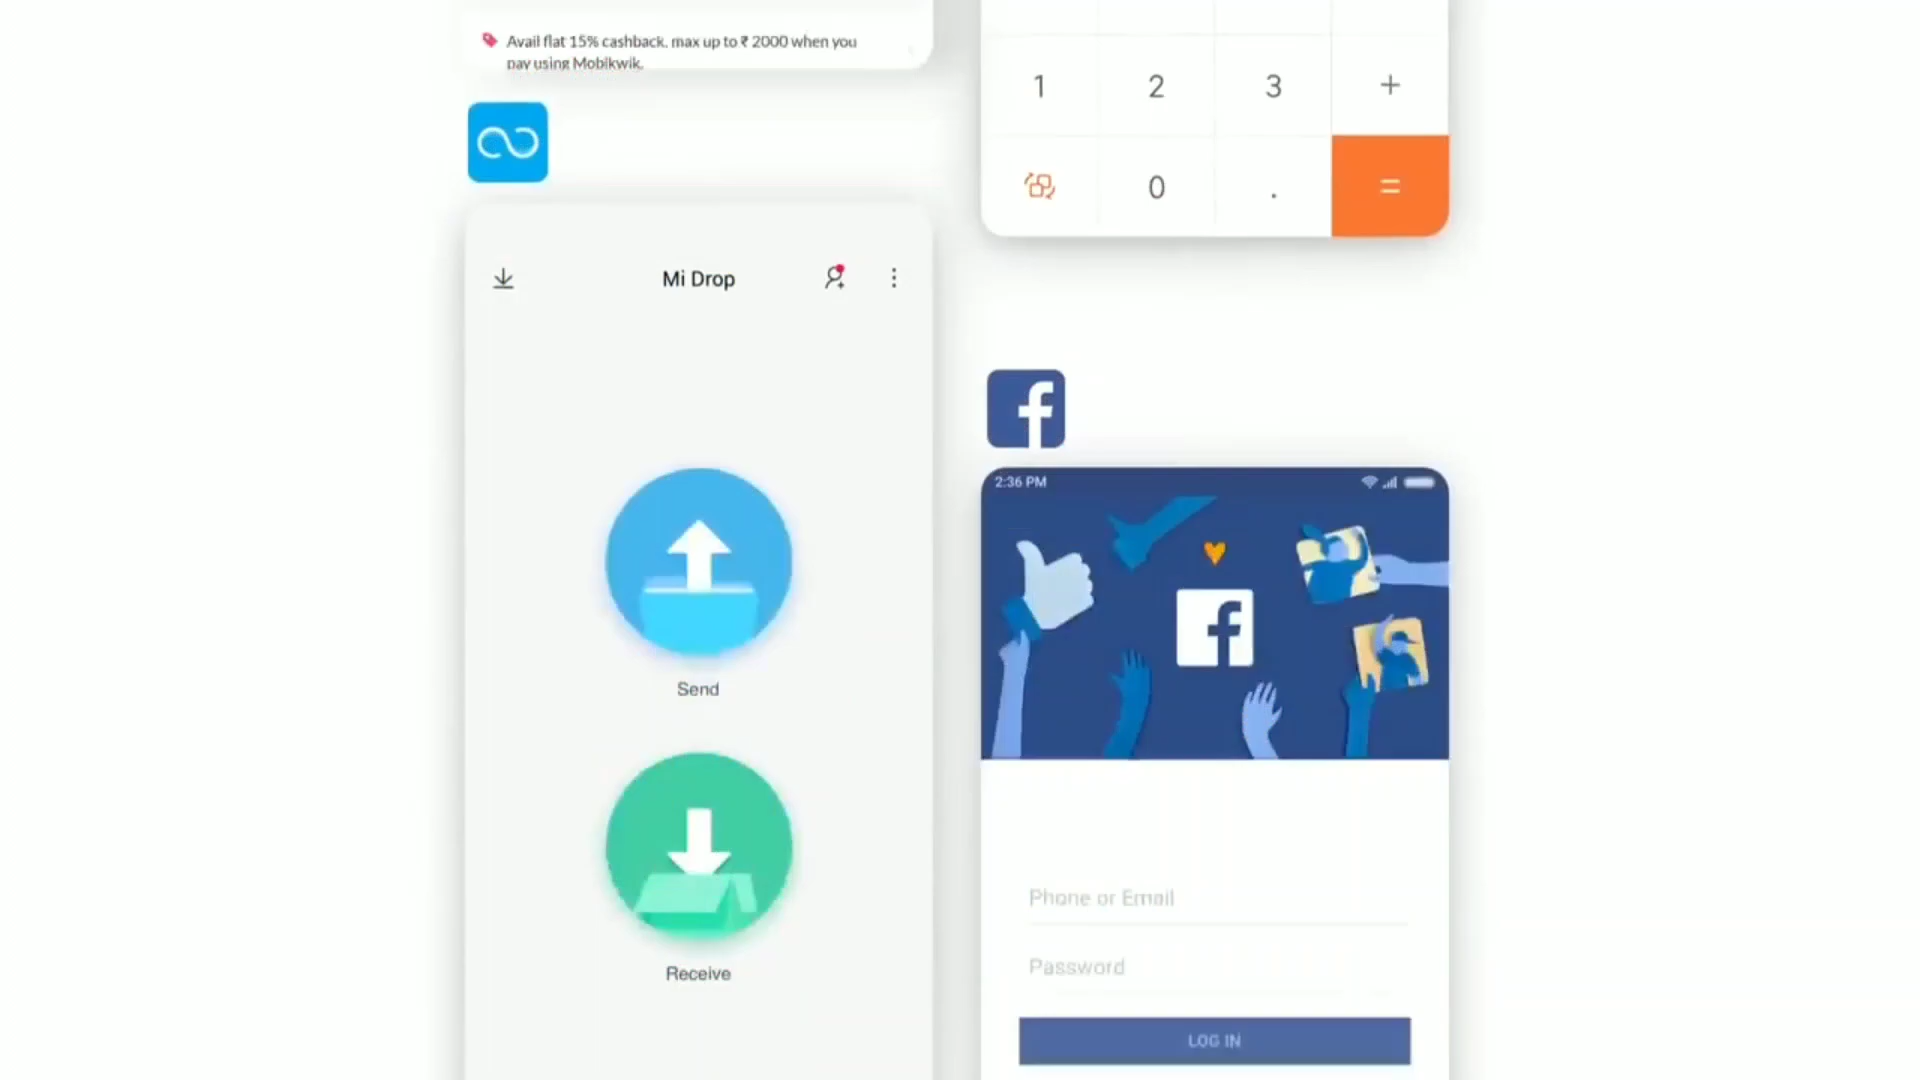 Avail flat 15% cashback. max up to ₹ 2000 when you
pay using Mobikwik.
Mi Drop
Send
Receive
1 2 3 +
0 . =
f
2:36 PM
f
Phone or Email
Password
LOG IN